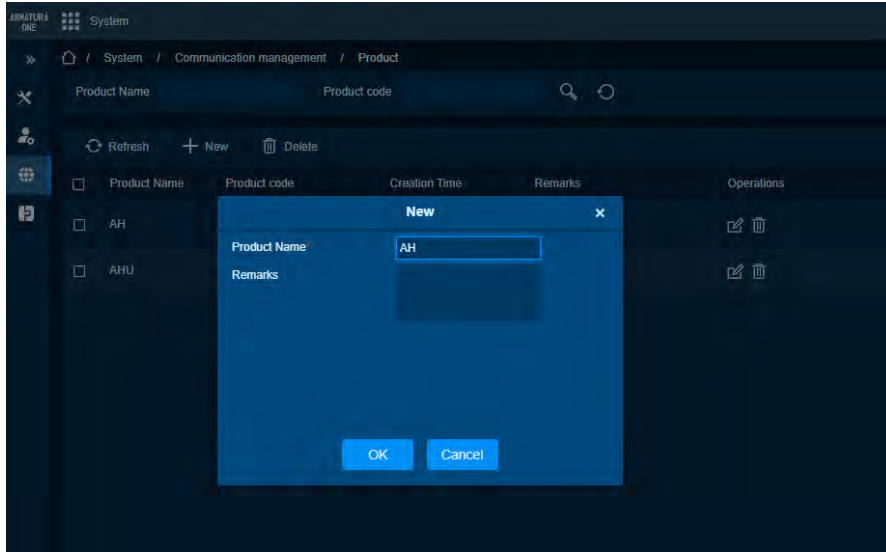 ARMATURA
ONE
System
/ System / Communication management / Product
Product Name Product code
Refresh New Delete
Product Name Product code Creation Time Remarks Operations
New
AH
Product Name* AH
Remarks
AHU
OK Cancel